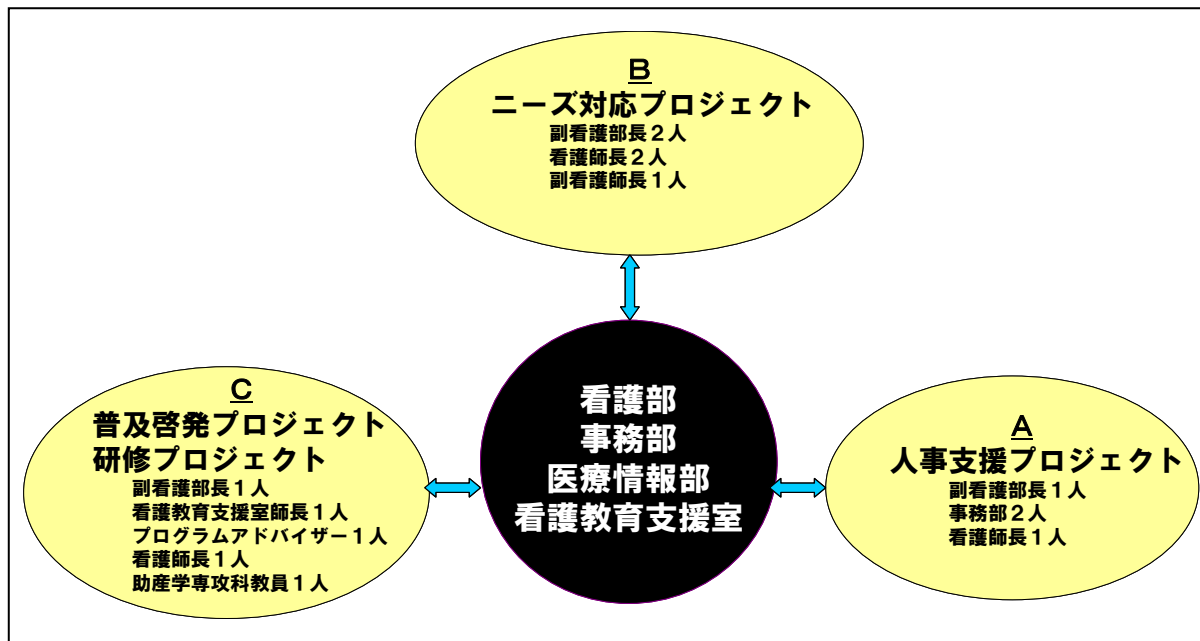 B
ニーズ対応プロジェクト
副看護部長２人
看護師長２人
副看護師長１人
看護部
事務部
医療情報部
看護教育支援室
C
普及啓発プロジェクト
研修プロジェクト
副看護部長１人
看護教育支援室師長１人
プログラムアドバイザー１人
看護師長１人
助産学専攻科教員１人
A
人事支援プロジェクト
副看護部長１人
事務部２人
看護師長１人